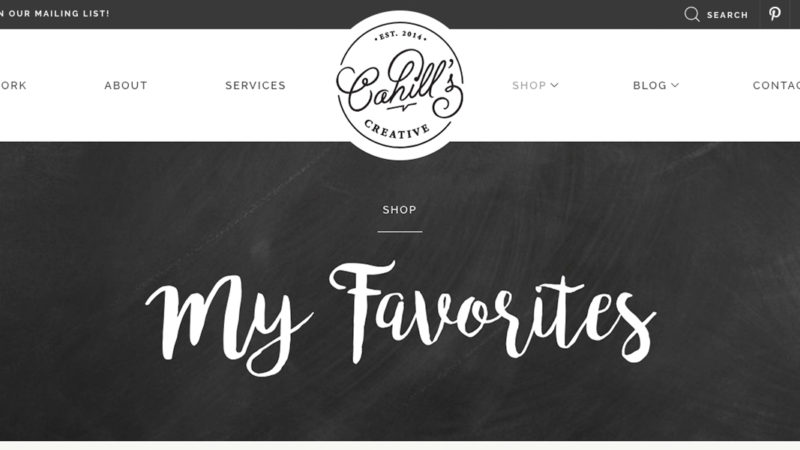 N OUR MAILING LIST!
SEARCH
ORK
ABOUT
SERVICES
· EST. 2014 ·
Cahill's
CREATIVE
SHOP
BLOG
CONTAC
SHOP
My Favorites